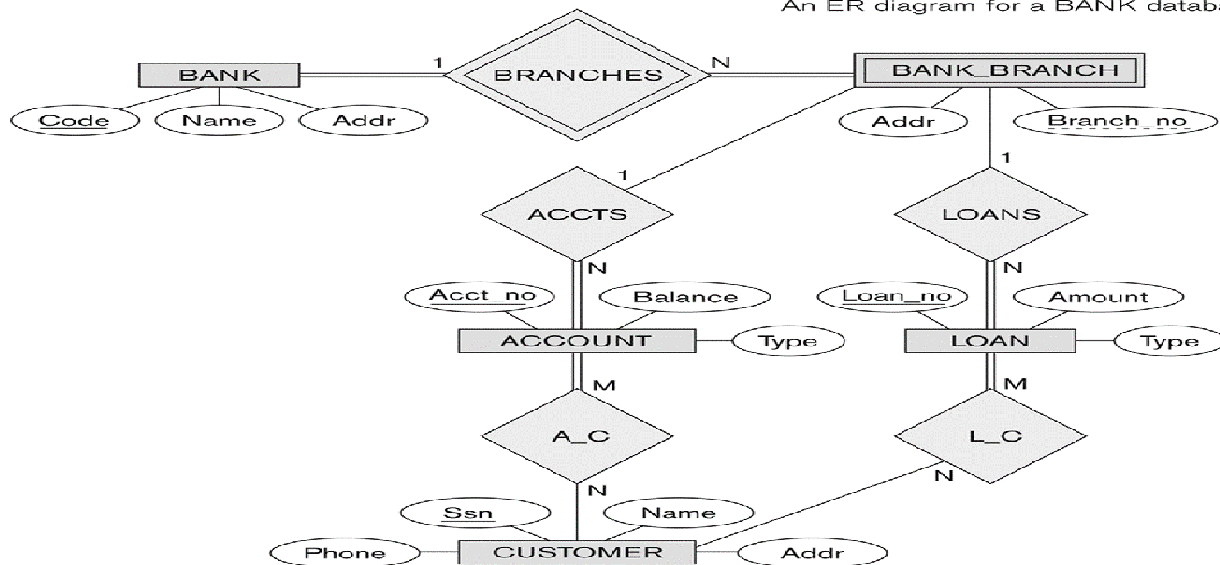 An ER diagram for a BANK databa
1
N
BANK
BRANCHES
BANK_BRANCH
Code
Name
Addr
Addr
Branch_no
1
1
ACCTS
LOANS
N
N
Acct_no
Balance
Loan_no
Amount
ACCOUNT
Type
LOAN
Type
M
M
A_C
L_C
N
N
Ssn
Name
Phone
CUSTOMER
Addr